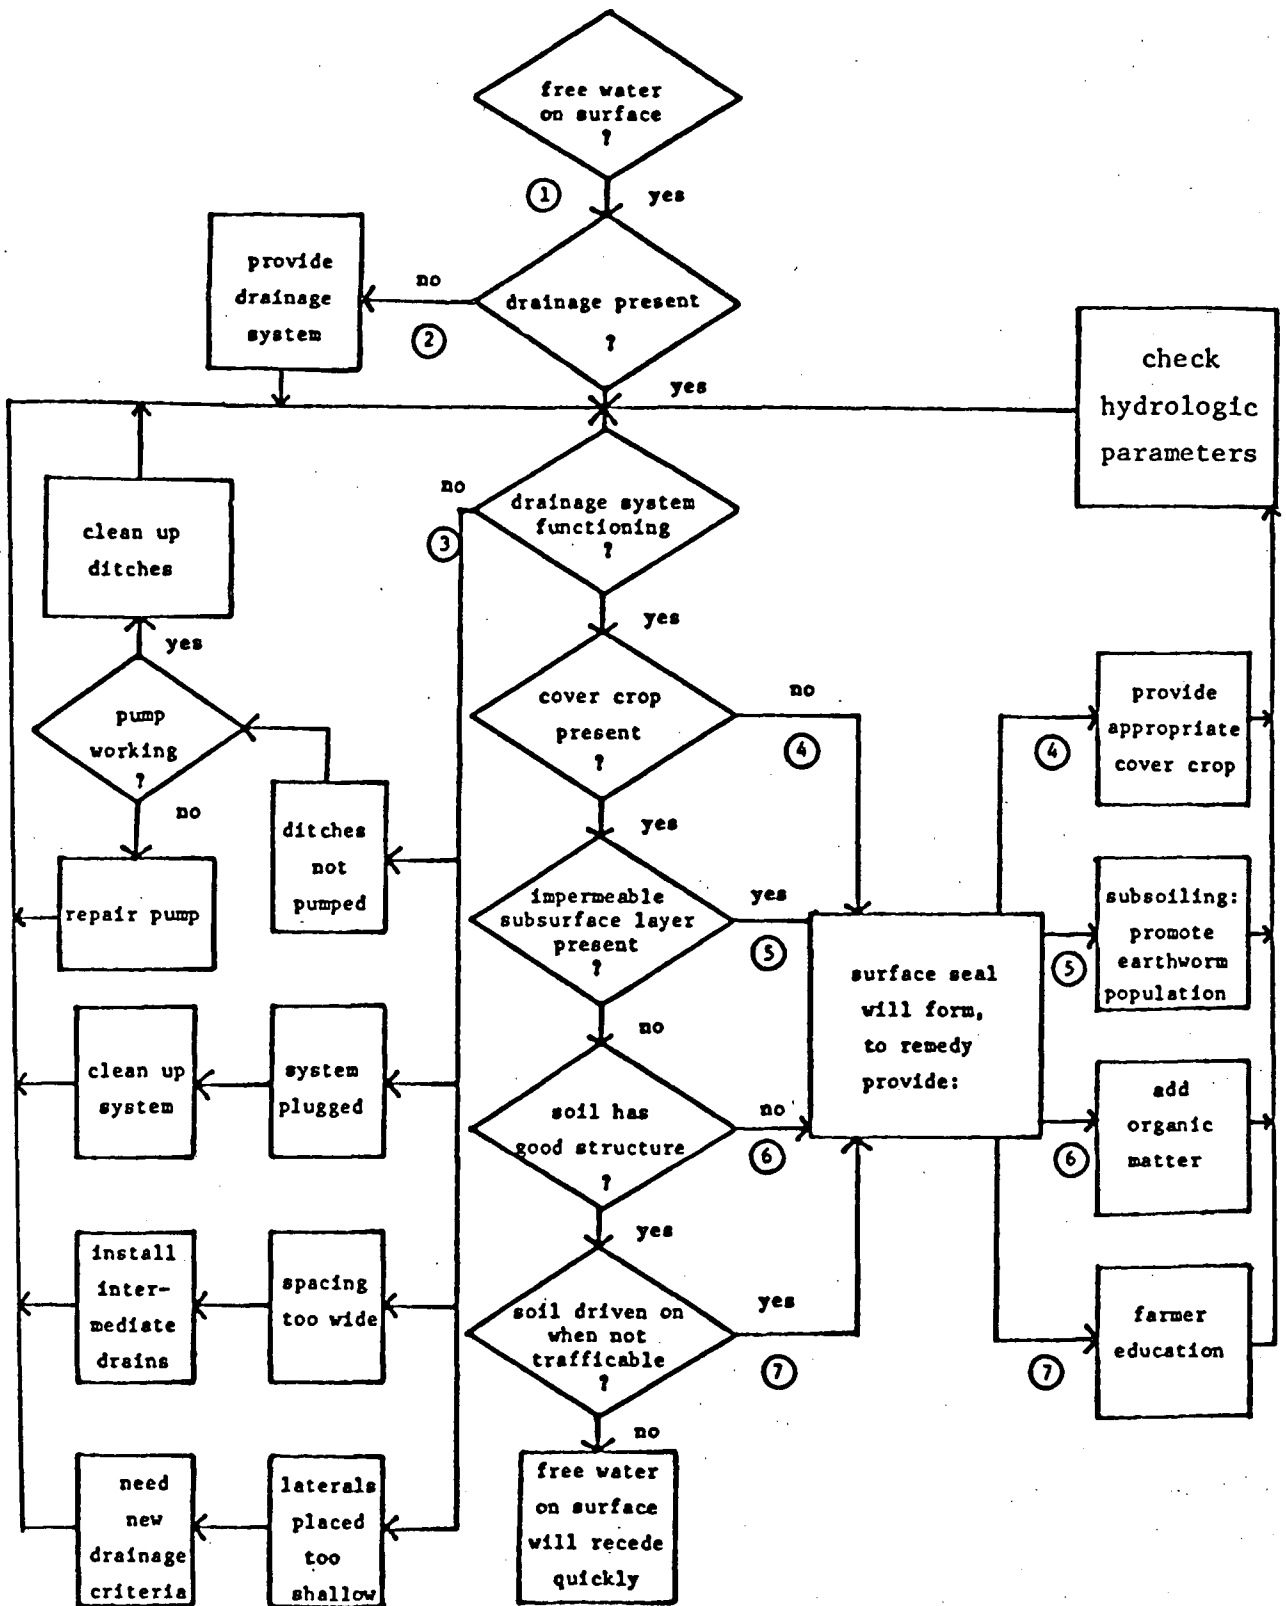 free water
on surface
?
1
yes
provide
drainage
system
no
2
drainage present
?
yes
check
hydrologic
parameters
no
3
drainage system
functioning
?
yes
clean up
ditches
yes
pump
working
?
no
repair pump
ditches
not
pumped
cover crop
present
?
no
4
yes
4
provide
appropriate
cover crop
impermeable
subsurface layer
present
?
yes
5
no
surface seal
will form,
to remedy
provide:
5
subsoiling:
promote
earthworm
population
clean up
system
system
plugged
soil has
good structure
?
no
6
yes
6
add
organic
matter
install
inter-
mediate
drains
spacing
too wide
soil driven on
when not
trafficable
?
yes
7
no
7
farmer
education
need
new
drainage
criteria
laterals
placed
too
shallow
free water
on surface
will recede
quickly